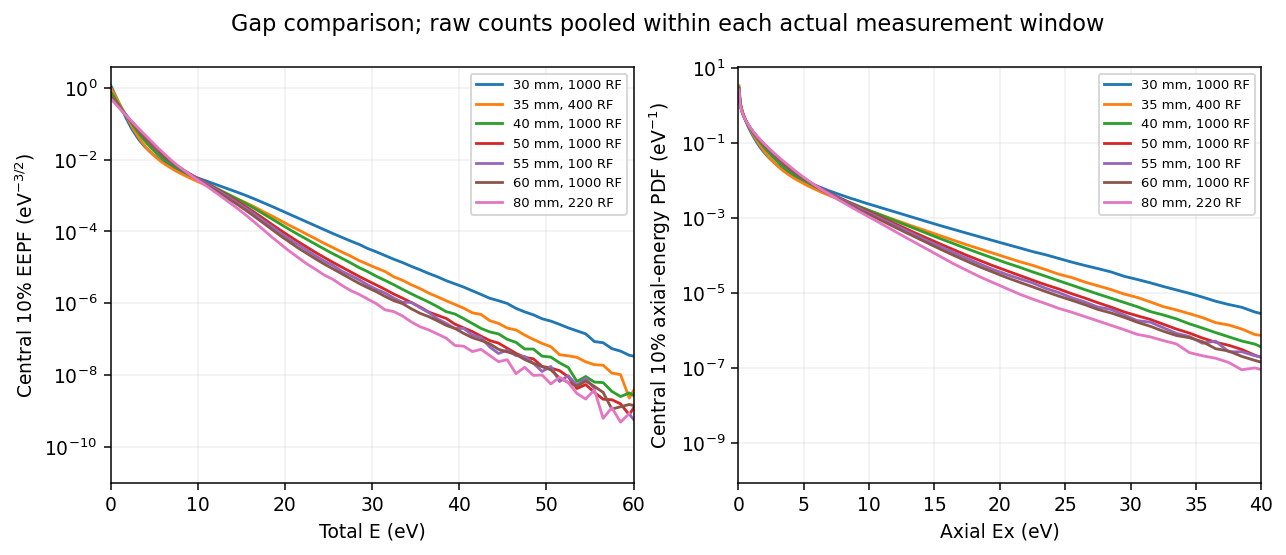 Gap comparison; raw counts pooled within each actual measurement window
Central 10% EEPF (eV⁻³ᐟ²)
10⁰
10⁻²
10⁻⁴
10⁻⁶
10⁻⁸
10⁻¹⁰
30 mm, 1000 RF
35 mm, 400 RF
40 mm, 1000 RF
50 mm, 1000 RF
55 mm, 100 RF
60 mm, 1000 RF
80 mm, 220 RF
0 10 20 30 40 50 60
Total E (eV)
Central 10% axial-energy PDF (eV⁻¹)
10¹
10⁻¹
10⁻³
10⁻⁵
10⁻⁷
10⁻⁹
30 mm, 1000 RF
35 mm, 400 RF
40 mm, 1000 RF
50 mm, 1000 RF
55 mm, 100 RF
60 mm, 1000 RF
80 mm, 220 RF
0 5 10 15 20 25 30 35 40
Axial Ex (eV)